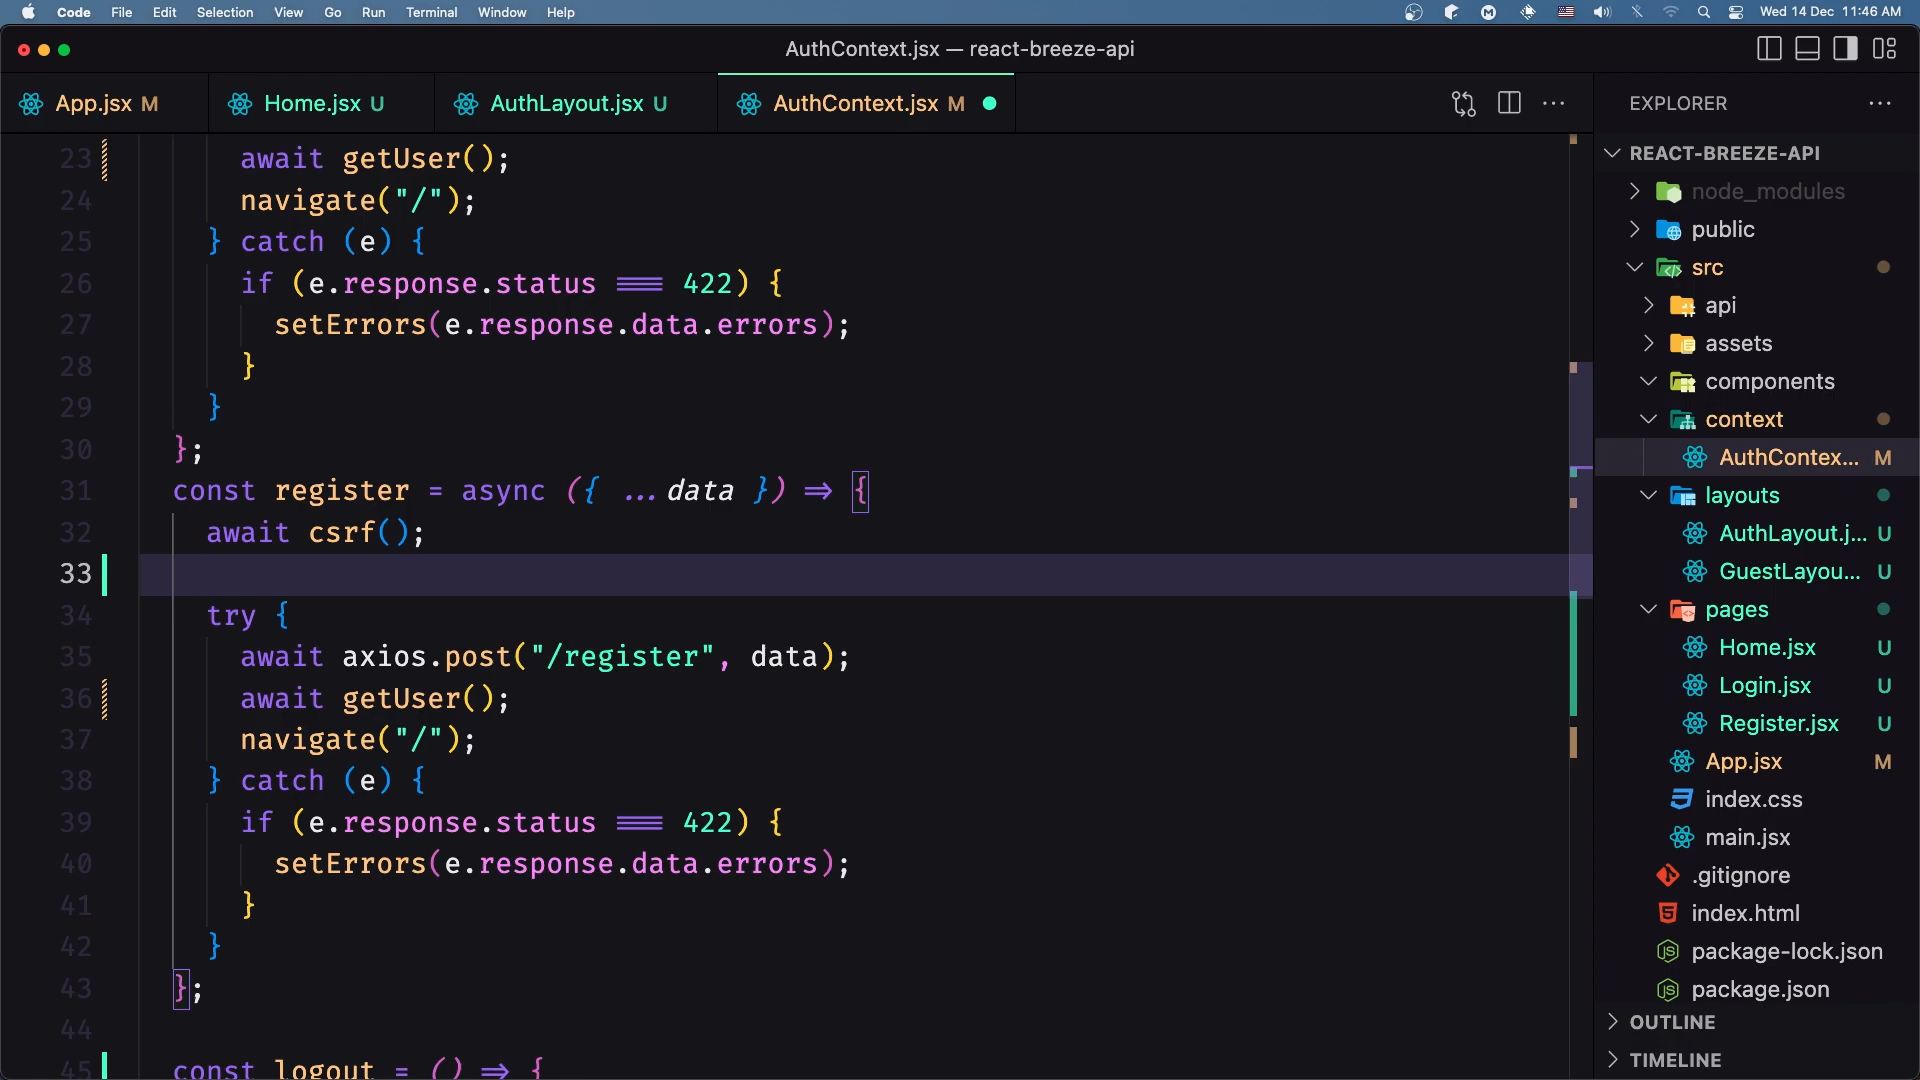 Code File Edit Selection View Go Run Terminal Window Help
Wed 14 Dec 11:46 AM
AuthContext.jsx — react-breeze-api
App.jsx M
Home.jsx U
AuthLayout.jsx U
AuthContext.jsx M
23 await getUser();
24 navigate("/");
25 } catch (e) {
26 if (e.response.status === 422) {
27 setErrors(e.response.data.errors);
28 }
29 }
30 };
31 const register = async ({ ...data }) => {
32 await csrf();
33
34 try {
35 await axios.post("/register", data);
36 await getUser();
37 navigate("/");
38 } catch (e) {
39 if (e.response.status === 422) {
40 setErrors(e.response.data.errors);
41 }
42 }
43 };
44
45 const logout = () => {
EXPLORER
REACT-BREEZE-API
node_modules
public
src
api
assets
components
context
AuthContex... M
layouts
AuthLayout.j... U
GuestLayou... U
pages
Home.jsx U
Login.jsx U
Register.jsx U
App.jsx M
index.css
main.jsx
.gitignore
index.html
package-lock.json
package.json
OUTLINE
TIMELINE